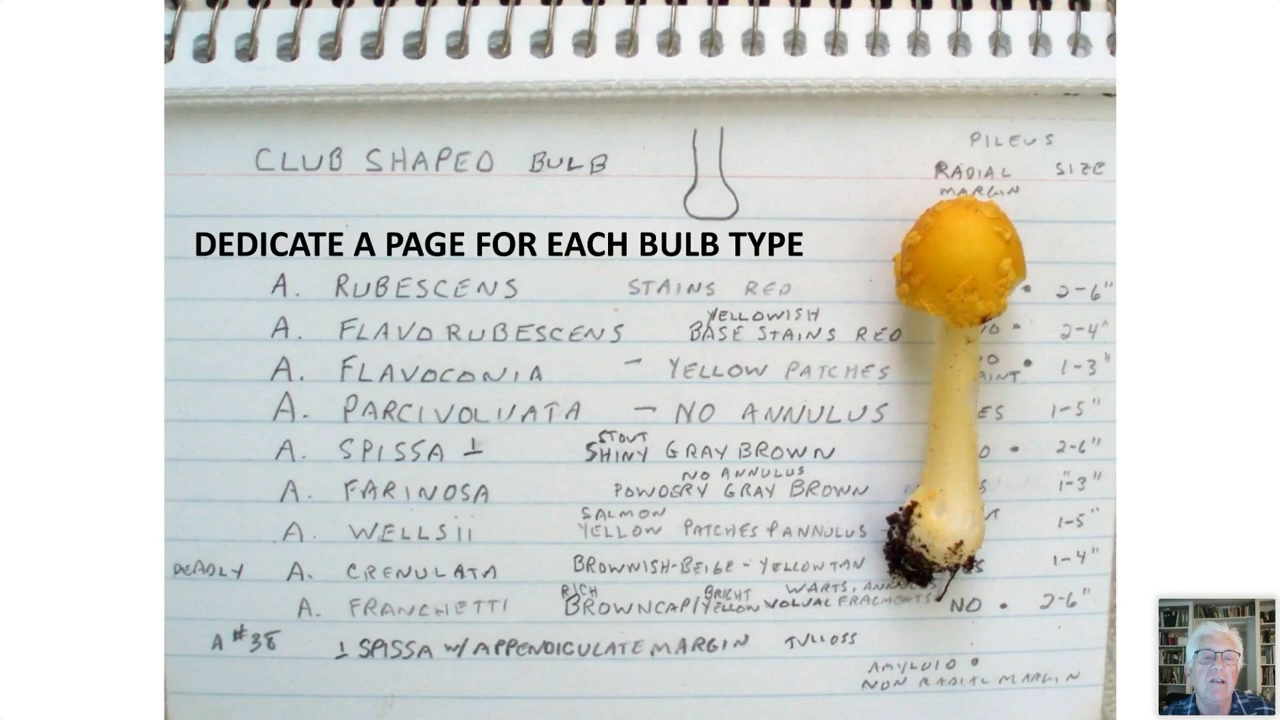 PILEUS
CLUB SHAPED BULB RADIAL MARGIN SIZE
DEDICATE A PAGE FOR EACH BULB TYPE
A. RUBESCENS STAINS RED • 2-6"
A. FLAVORUBESCENS YELLOWISH BASE STAINS RED • 2-4"
A. FLAVOCONIA – YELLOW PATCHES • 1-3"
A. PARCIVOLVATA – NO ANNULUS 1-5"
A. SPISSA ⊥ STOUT SHINY GRAY BROWN • 2-6"
A. FARINOSA NO ANNULUS POWDERY GRAY BROWN 1-3"
A. WELLSII SALMON YELLOW PATCHES & ANNULUS 1-5"
DEADLY A. CRENULATA BROWNISH-BEIGE - YELLOW TAN 1-4"
A. FRANCHETTI RICH BROWN CAP/BRIGHT YELLOW WARTS, VOLVAL FRAGMENTS NO • 2-6"
A #38 ⊥ SPISSA W/ APPENDICULATE MARGIN TULLOSS
AMYLOID •
NON RADIAL MARGIN